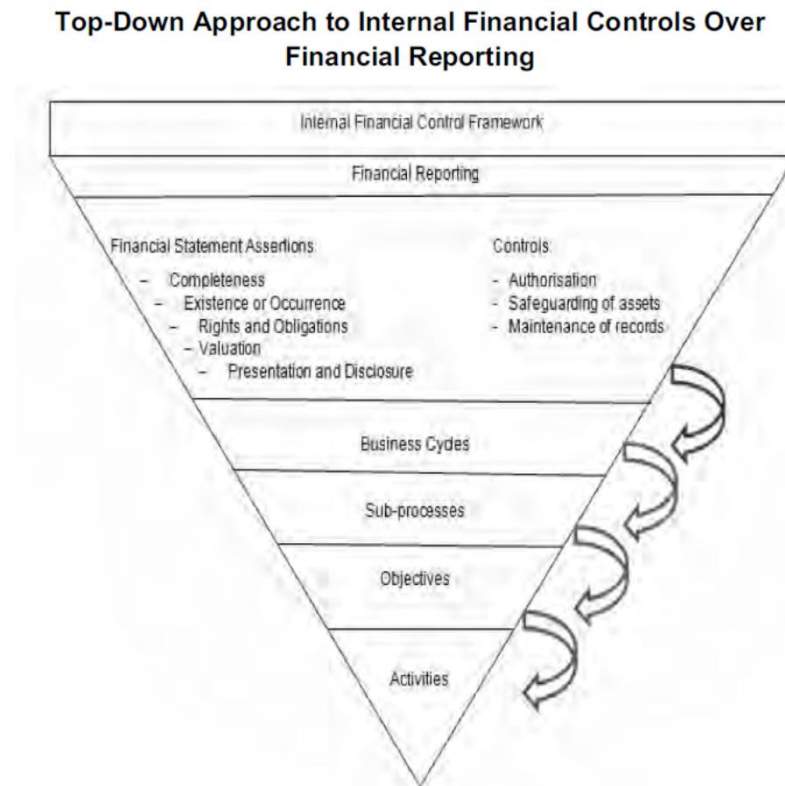 Top-Down Approach to Internal Financial Controls Over
Financial Reporting
Internal Financial Control Framework
Financial Reporting
Financial Statement Assertions
– Completeness
– Existence or Occurrence
– Rights and Obligations
– Valuation
– Presentation and Disclosure
Controls
- Authorisation
- Safeguarding of assets
- Maintenance of records
Business Cycles
Sub-processes
Objectives
Activities